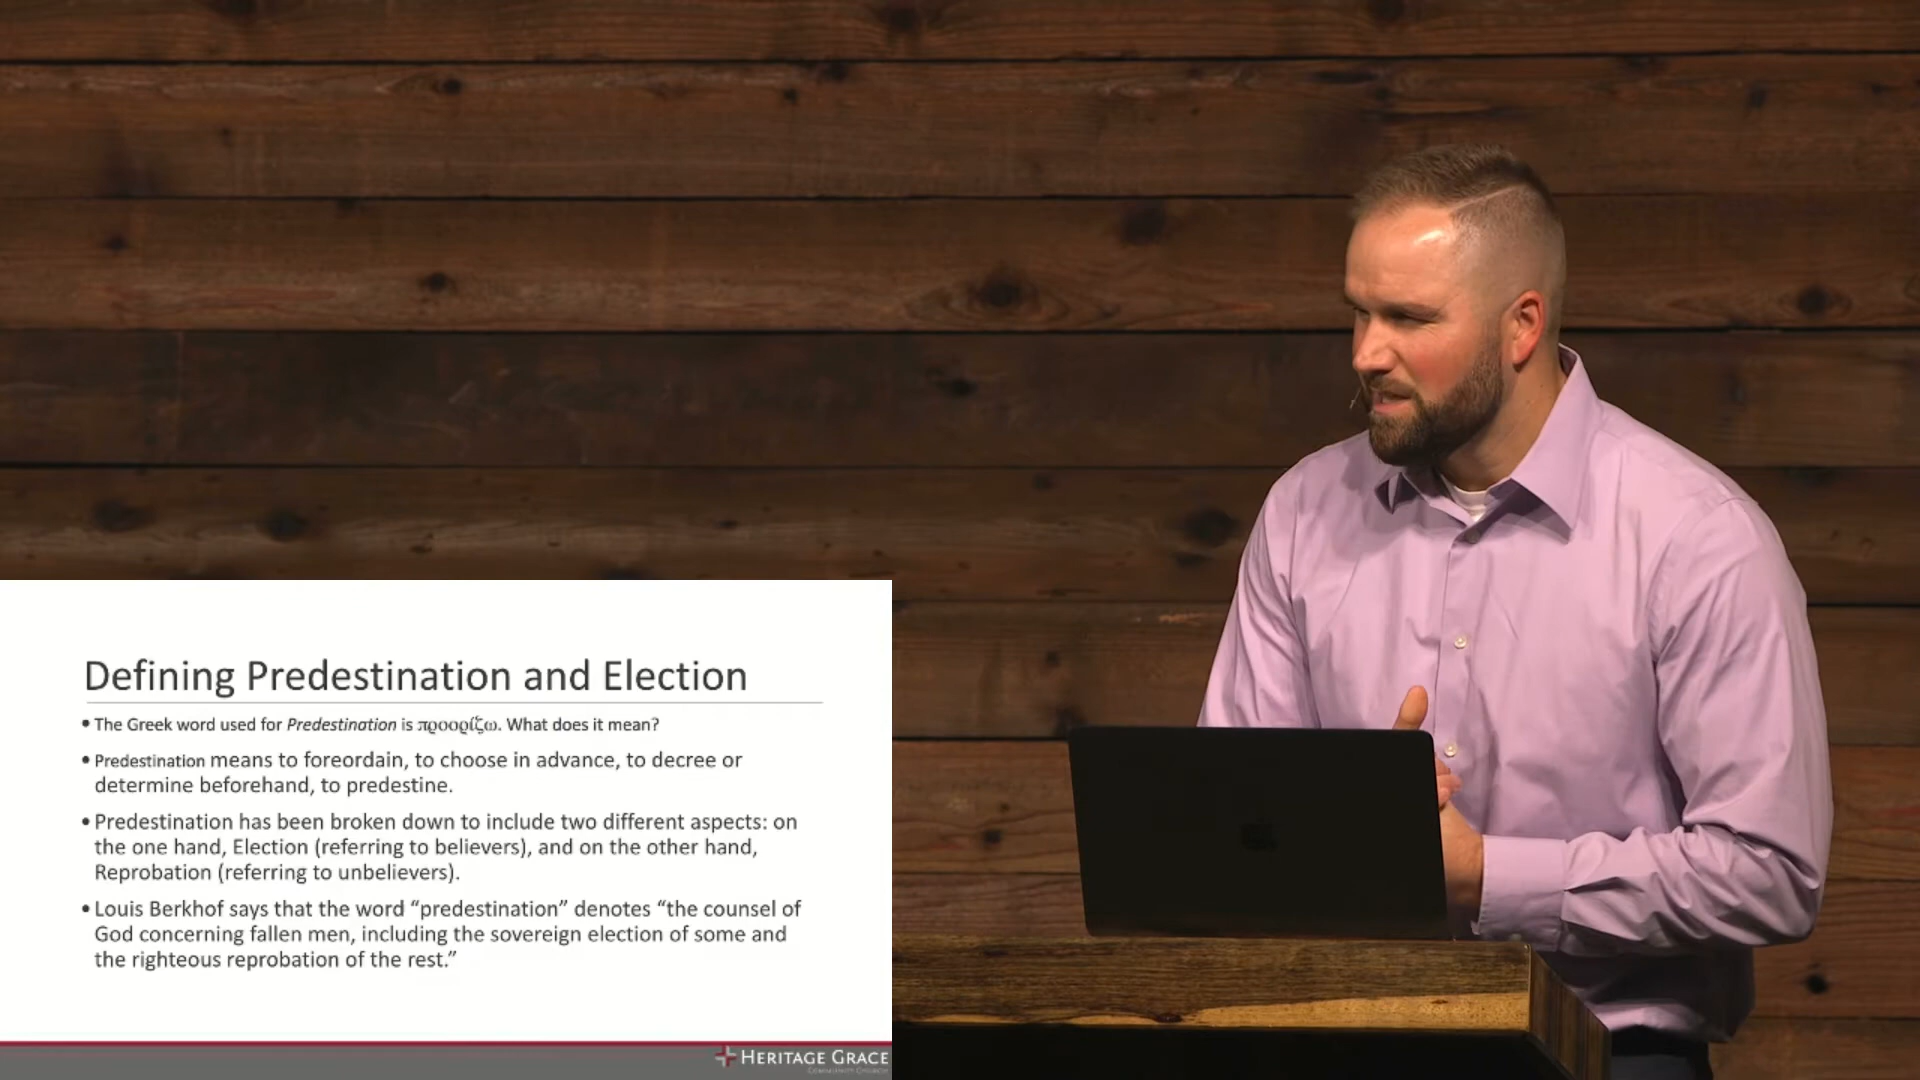 Defining Predestination and Election
• The Greek word used for Predestination is προορίζω. What does it mean?
• Predestination means to foreordain, to choose in advance, to decree or
determine beforehand, to predestine.
• Predestination has been broken down to include two different aspects: on
the one hand, Election (referring to believers), and on the other hand,
Reprobation (referring to unbelievers).
• Louis Berkhof says that the word “predestination” denotes “the counsel of
God concerning fallen men, including the sovereign election of some and
the righteous reprobation of the rest.”
HERITAGE GRACE
COMMUNITY CHURCH